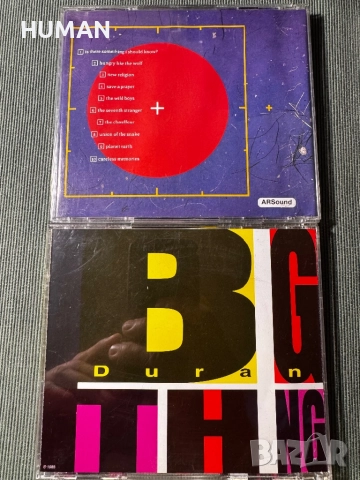 SUPERMAN
1 is there something i should know?
2 hungry like the wolf
3 new religion
4 save a prayer
5 the wild boys
6 the seventh stranger
7 the chauffeur
8 union of the snake
9 planet earth
10 careless memories
ARSound
BIG
Duran
THING
BAZAR